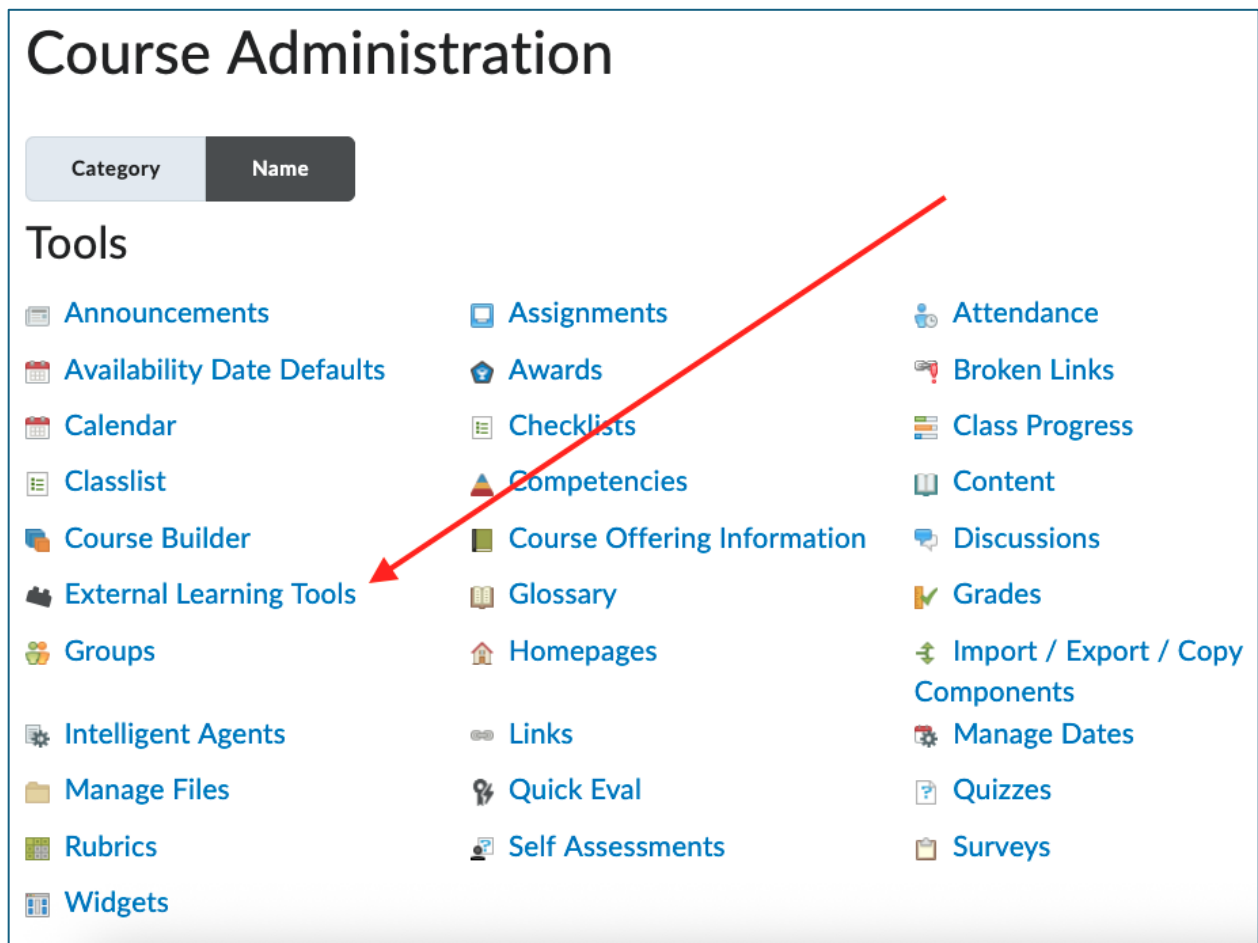 Course Administration
Category Name
Tools
Announcements Assignments Attendance
Availability Date Defaults Awards Broken Links
Calendar Checklists Class Progress
Classlist Competencies Content
Course Builder Course Offering Information Discussions
External Learning Tools Glossary Grades
Groups Homepages Import / Export / Copy
Components
Intelligent Agents Links Manage Dates
Manage Files Quick Eval Quizzes
Rubrics Self Assessments Surveys
Widgets